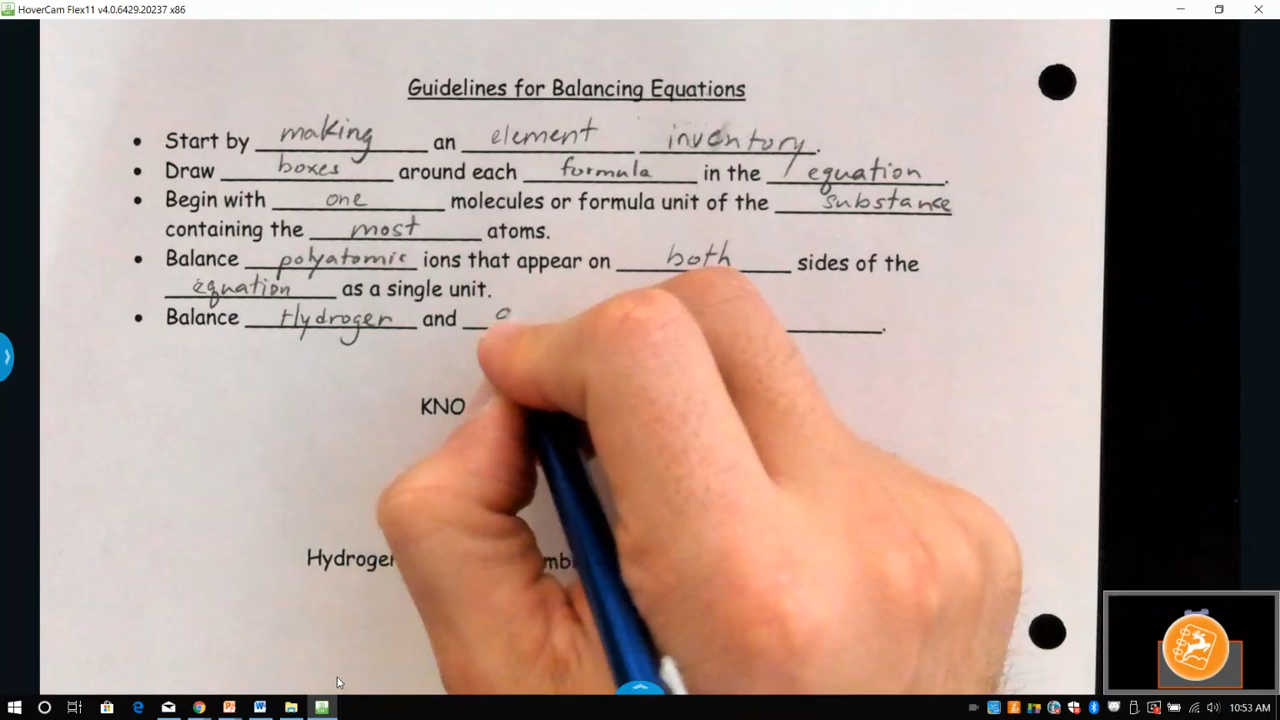 HoverCam Flex11 v4.0.6429.20237 x86
Guidelines for Balancing Equations
• Start by making an element inventory.
• Draw boxes around each formula in the equation.
• Begin with one molecules or formula unit of the substance
containing the most atoms.
• Balance polyatomic ions that appear on both sides of the
equation as a single unit.
• Balance Hydrogen and
KNO
10:53 AM